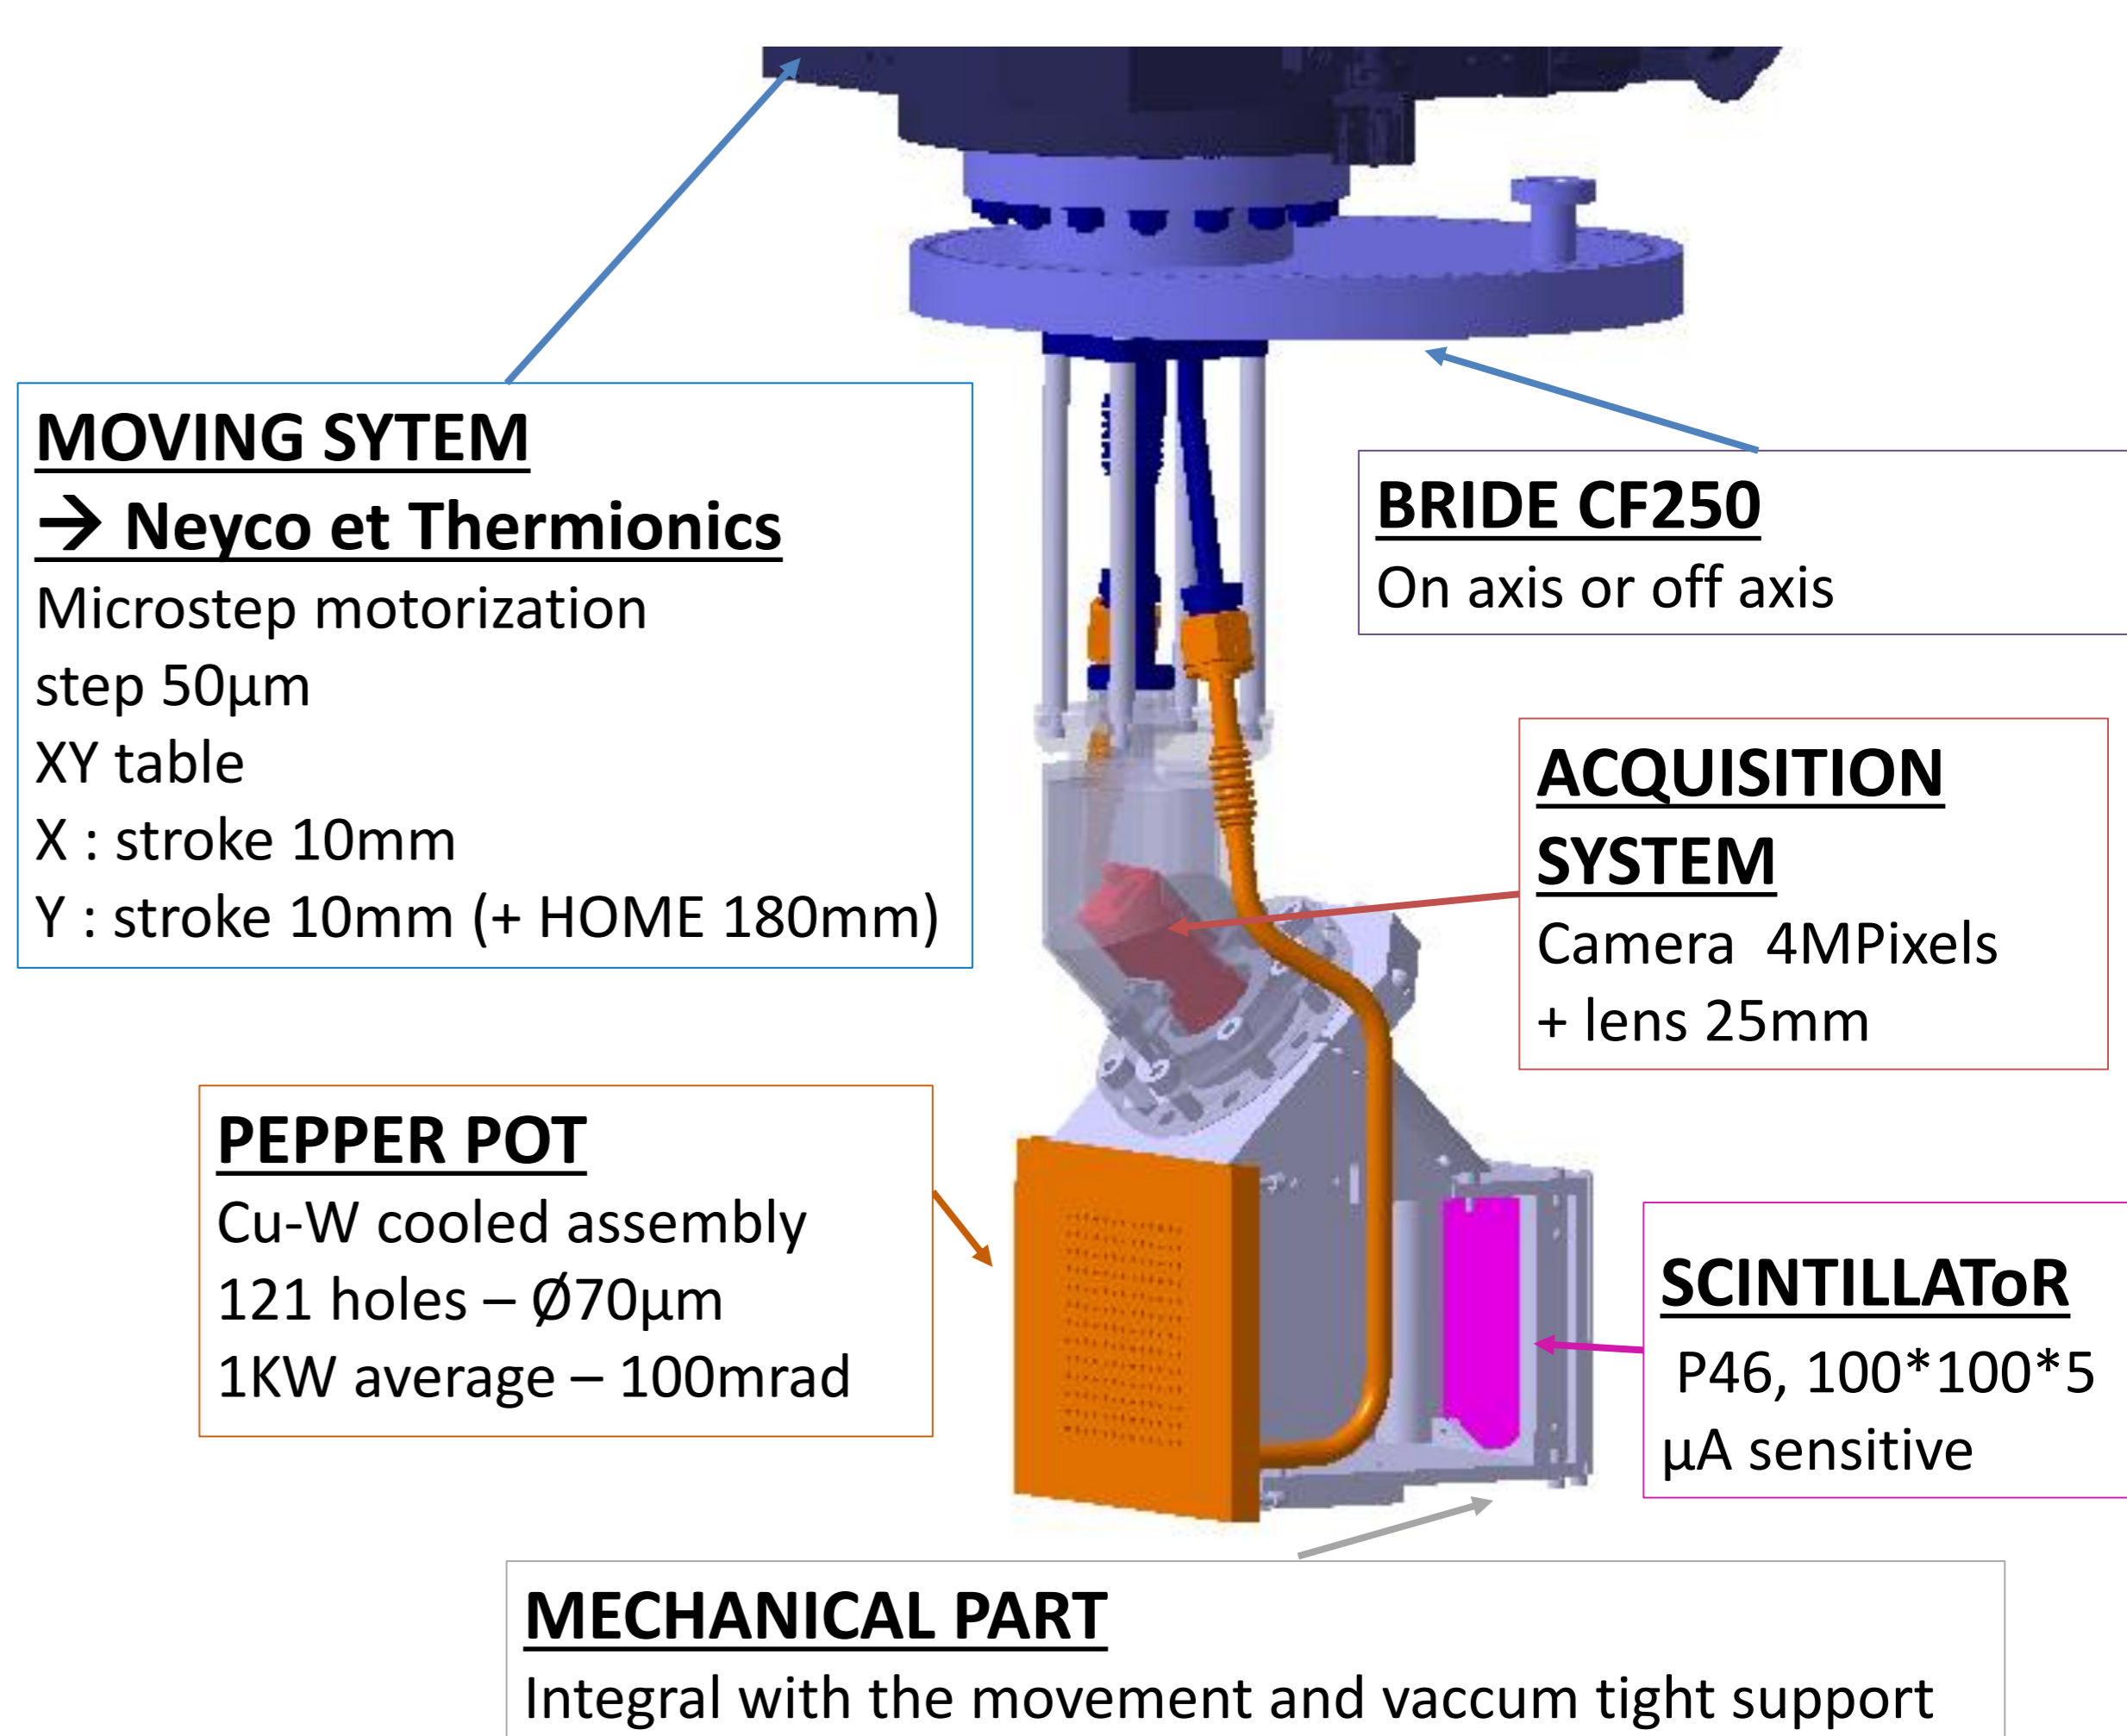 MOVING SYTEM
→ Neyco et Thermionics
Microstep motorization
step 50µm
XY table
X : stroke 10mm
Y : stroke 10mm (+ HOME 180mm)
BRIDE CF250
On axis or off axis
ACQUISITION
SYSTEM
Camera 4MPixels
+ lens 25mm
PEPPER POT
Cu-W cooled assembly
121 holes – Ø70µm
1KW average – 100mrad
SCINTILLAToR
P46, 100*100*5
µA sensitive
MECHANICAL PART
Integral with the movement and vaccum tight support